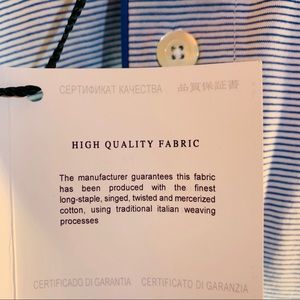 СЕРТИФИКАТ КАЧЕСТВА 品質保証書
HIGH QUALITY FABRIC
The manufacturer guarantees this fabric
has been produced with the finest
long-staple, singed, twisted and mercerized
cotton, using traditional italian weaving
processes
CERTIFICADO DI GARANTIA CERTIFICATO DI GARANZIA